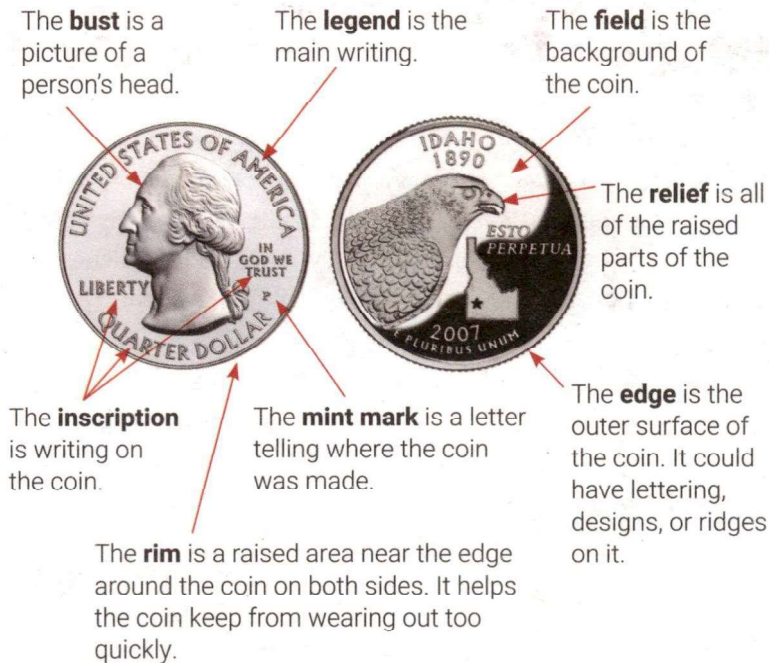 The bust is a
picture of a
person's head.
The legend is the
main writing.
The field is the
background of
the coin.
UNITED STATES OF AMERICA
LIBERTY
IN
GOD WE
TRUST
P
QUARTER DOLLAR
IDAHO
1890
ESTO
PERPETUA
2007
E PLURIBUS UNUM
The relief is all
of the raised
parts of the
coin.
The inscription
is writing on
the coin.
The mint mark is a letter
telling where the coin
was made.
The edge is the
outer surface of
the coin. It could
have lettering,
designs, or ridges
on it.
The rim is a raised area near the edge
around the coin on both sides. It helps
the coin keep from wearing out too
quickly.